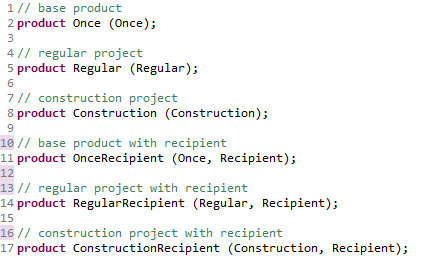 1 // base product
2 product Once (Once);
3
4 // regular project
5 product Regular (Regular);
6
7 // construction project
8 product Construction (Construction);
9
10 // base product with recipient
11 product OnceRecipient (Once, Recipient);
12
13 // regular project with recipient
14 product RegularRecipient (Regular, Recipient);
15
16 // construction project with recipient
17 product ConstructionRecipient (Construction, Recipient);